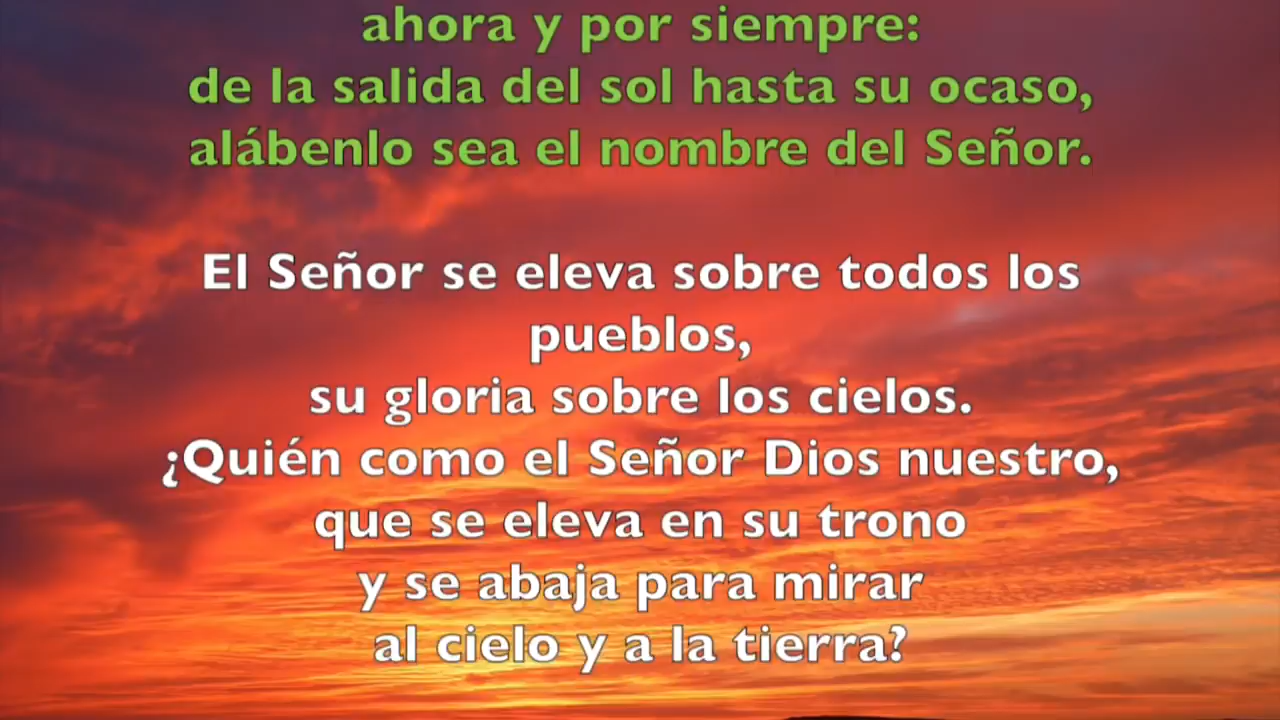 ahora y por siempre:
de la salida del sol hasta su ocaso,
alábenlo sea el nombre del Señor.
El Señor se eleva sobre todos los
pueblos,
su gloria sobre los cielos.
¿Quién como el Señor Dios nuestro,
que se eleva en su trono
y se abaja para mirar
al cielo y a la tierra?